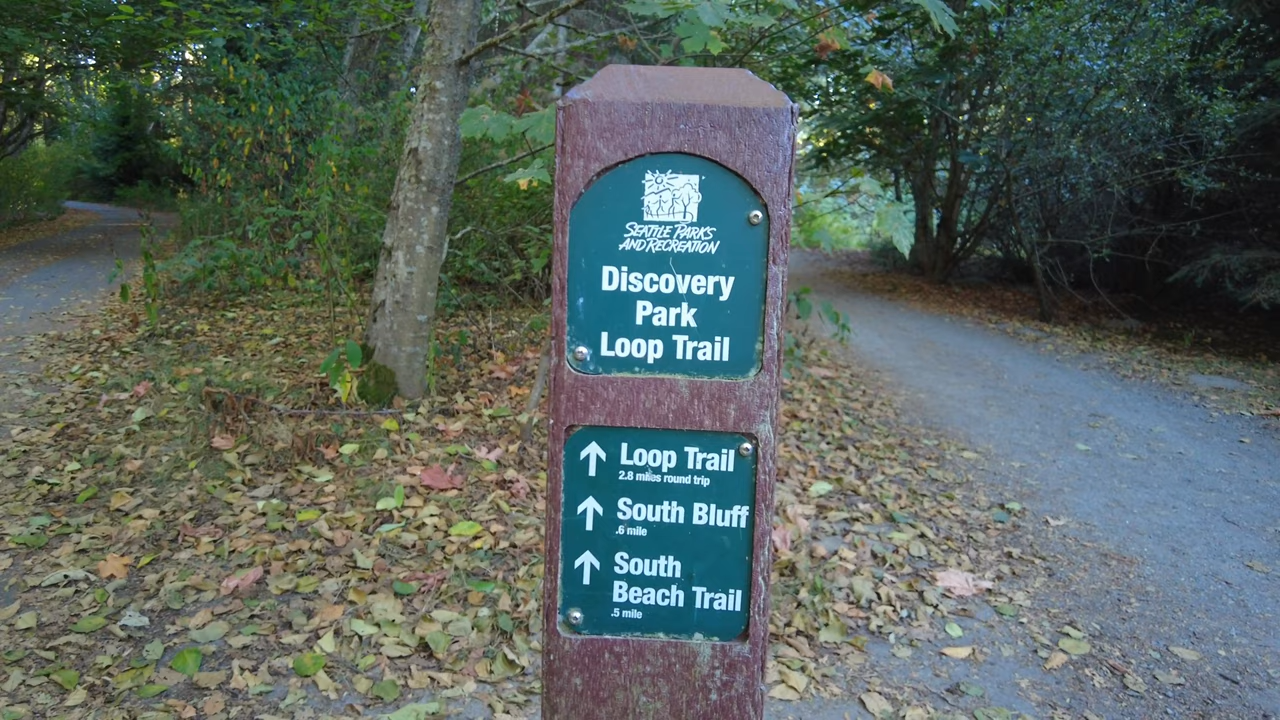 SEATTLE PARKS
AND RECREATION
Discovery
Park
Loop Trail
Loop Trail
2.8 miles round trip
South Bluff
.6 mile
South
Beach Trail
.5 mile